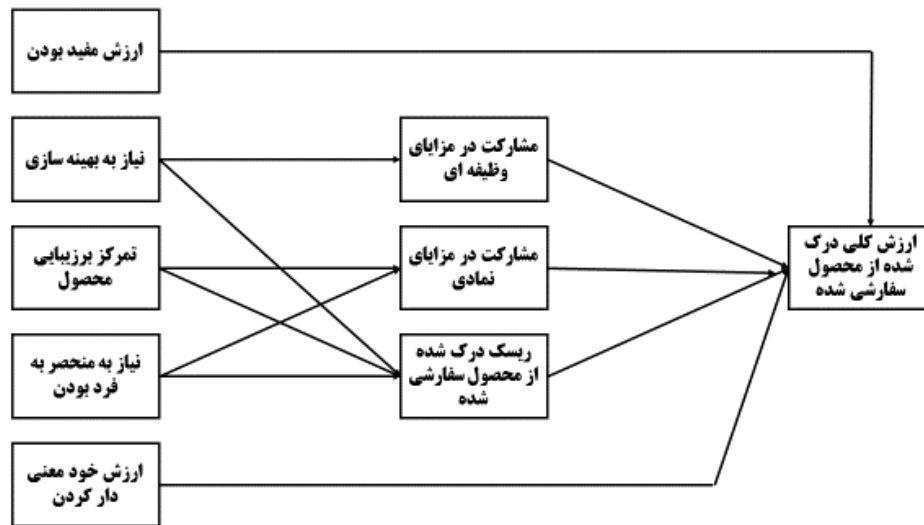 ارزش مفید بودن
نیاز به بهینه سازی
تمرکز برزیبایی
محصول
نیاز به منحصر به
فرد بودن
ارزش خود معنی
دار کردن
مشارکت در مزایای
وظیفه ای
مشارکت در مزایای
نمادی
ریسک درک شده
از محصول سفارشی
شده
ارزش کلی درک
شده از محصول
سفارشی شده